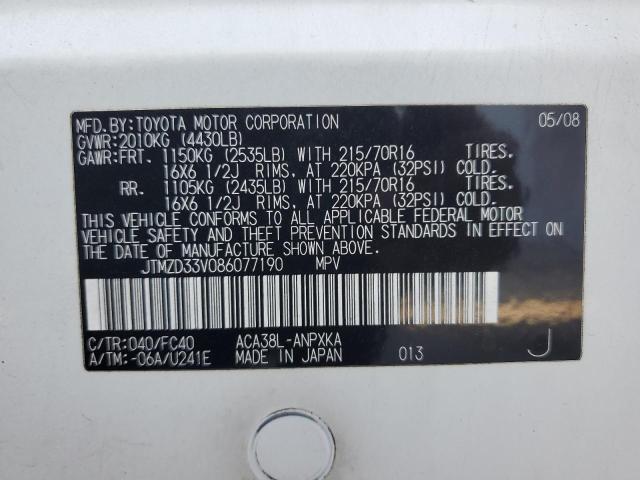 MFD.BY:TOYOTA MOTOR CORPORATION 05/08
GVWR:2010KG (4430LB)
GAWR:FRT. 1150KG (2535LB) WITH 215/70R16 TIRES.
16X6 1/2J RIMS. AT 220KPA (32PSI) COLD.
RR. 1105KG (2435LB) WITH 215/70R16 TIRES.
16X6 1/2J RIMS. AT 220KPA (32PSI) COLD.
THIS VEHICLE CONFORMS TO ALL APPLICABLE FEDERAL MOTOR
VEHICLE SAFETY AND THEFT PREVENTION STANDARDS IN EFFECT ON
THE DATE OF MANUFACTURE SHOWN ABOVE.
JTMZD33V086077190 MPV
C/TR:040/FC40 ACA38L-ANPXKA
A/TM:-06A/U241E MADE IN JAPAN 013 J